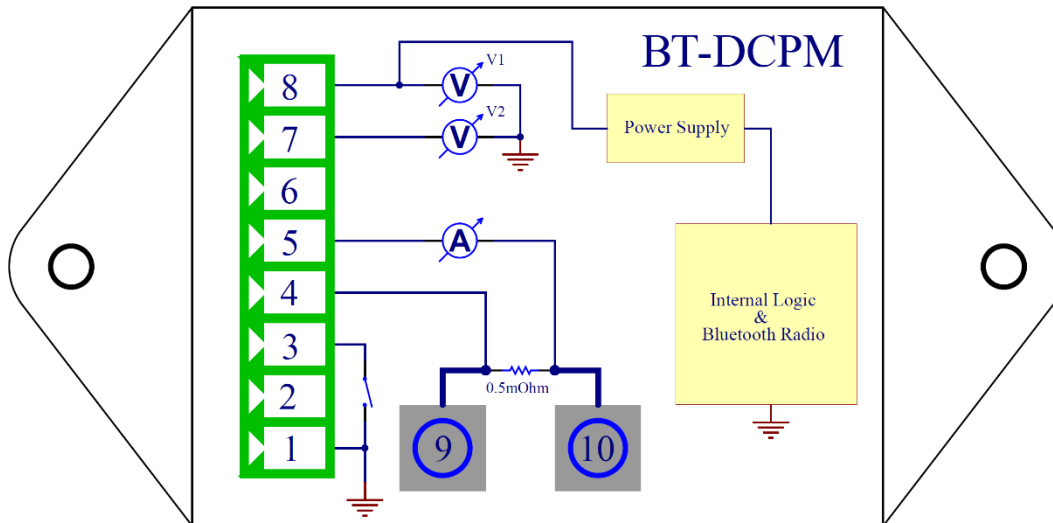 BT-DCPM
8
7
6
5
4
3
2
1
V
V1
V
V2
A
0.5mOhm
9
10
Power Supply
Internal Logic
&
Bluetooth Radio